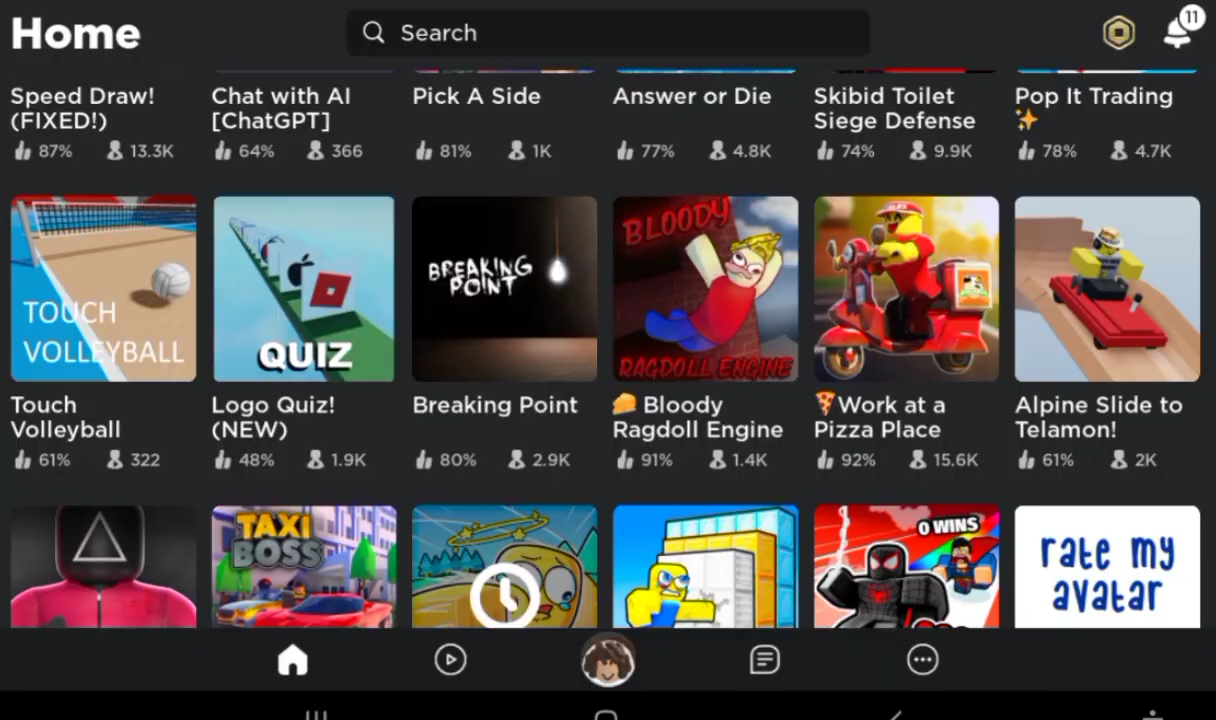 Home
Search
11
Speed Draw!
(FIXED!)
87% 13.3K
Chat with AI
[ChatGPT]
64% 366
Pick A Side
81% 1K
Answer or Die
77% 4.8K
Skibid Toilet
Siege Defense
74% 9.9K
Pop It Trading
✨
78% 4.7K
TOUCH
VOLLEYBALL
Touch
Volleyball
61% 322
QUIZ
Logo Quiz!
(NEW)
48% 1.9K
BREAKING
POINT
Breaking Point
80% 2.9K
BLOODY
RAGDOLL ENGINE
🧀 Bloody
Ragdoll Engine
91% 1.4K
🍕Work at a
Pizza Place
92% 15.6K
Alpine Slide to
Telamon!
61% 2K
TAXI
BOSS
0 WINS
rate my
avatar